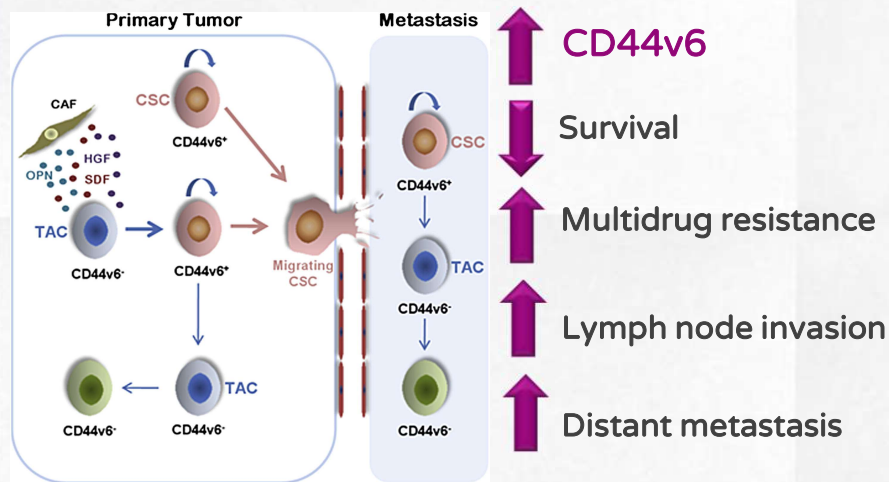 Primary Tumor
Metastasis
CD44v6
CSC
CAF
CD44v6⁺
CSC
Survival
HGF
OPN
SDF
CD44v6⁺
TAC
CD44v6⁻
CD44v6⁺
Migrating
CSC
TAC
CD44v6⁻
Multidrug resistance
Lymph node invasion
TAC
CD44v6⁻
CD44v6⁻
CD44v6⁻
Distant metastasis